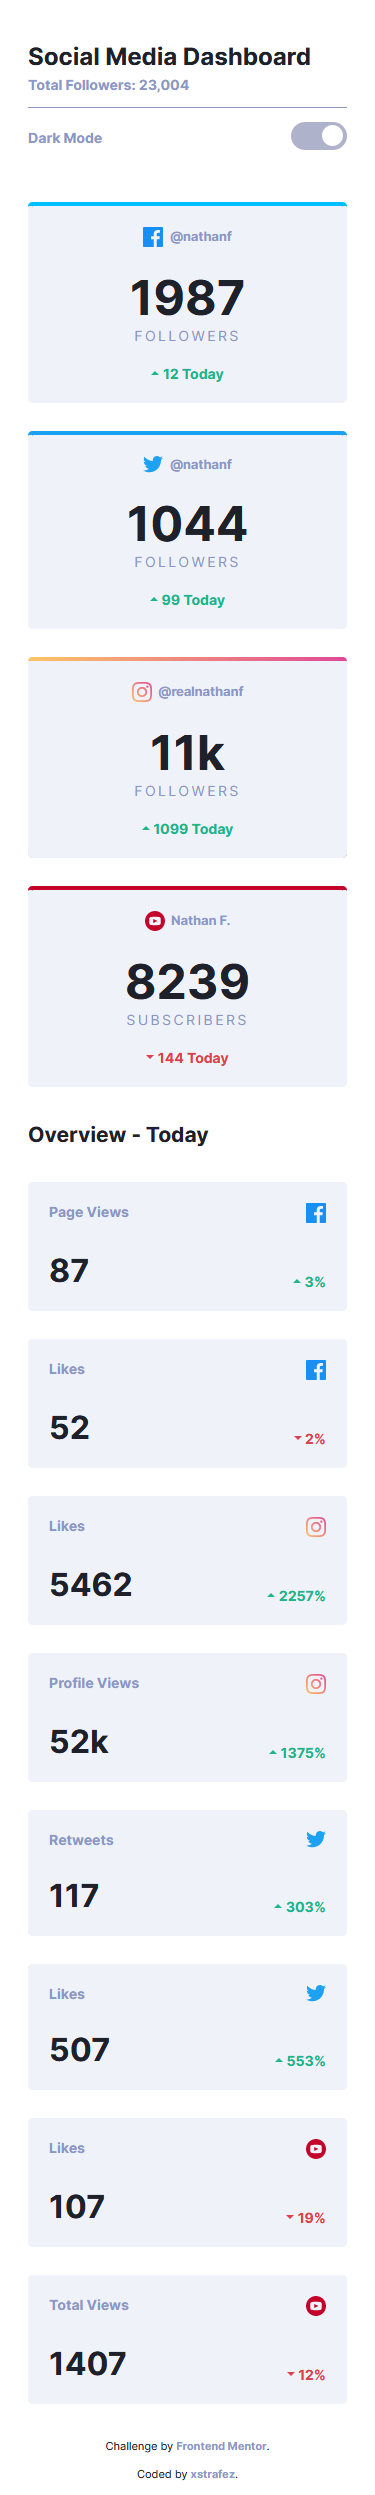 Social Media Dashboard
Total Followers: 23,004
Dark Mode
@nathanf
1987
FOLLOWERS
12 Today
@nathanf
1044
FOLLOWERS
99 Today
@realnathanf
11k
FOLLOWERS
1099 Today
Nathan F.
8239
SUBSCRIBERS
144 Today
Overview - Today
Page Views
87
3%
Likes
52
2%
Likes
5462
2257%
Profile Views
52k
1375%
Retweets
117
303%
Likes
507
553%
Likes
107
19%
Total Views
1407
12%
Challenge by Frontend Mentor.
Coded by xstrafez.